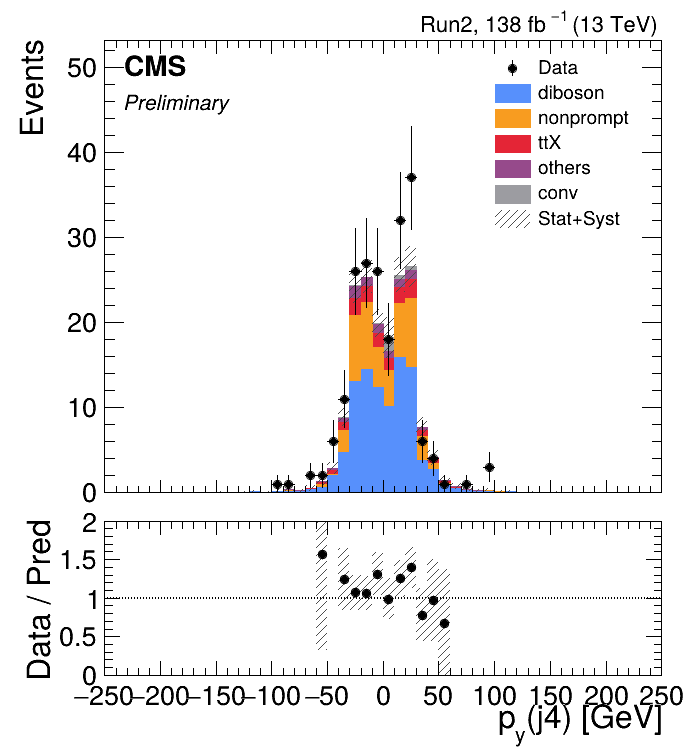 Run2, 138 fb⁻¹ (13 TeV)
Events
CMS
Preliminary
Data
diboson
nonprompt
ttX
others
conv
Stat+Syst
50
40
30
20
10
0
Data / Pred
2
1.5
1
0.5
0
−250 −200 −150 −100 −50 0 50 100 150 200 250
p_y(j4) [GeV]